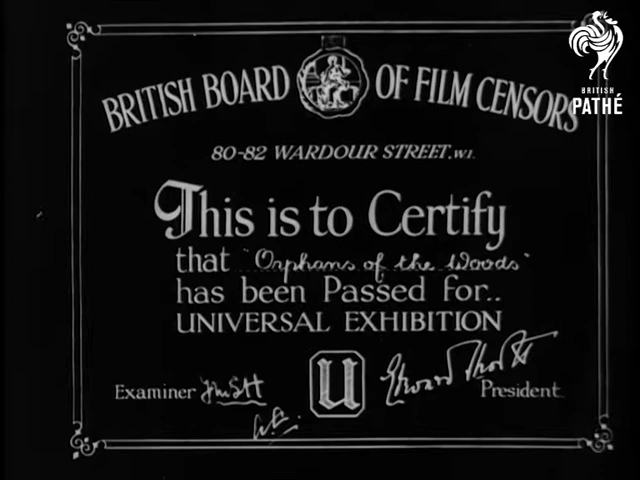 BRITISH BOARD OF FILM CENSORS
BRITISH
PATHÉ
80-82 WARDOUR STREET, W.1.
This is to Certify
that "Orphans of the Woods"
has been Passed for..
UNIVERSAL EXHIBITION
Examiner
U
President